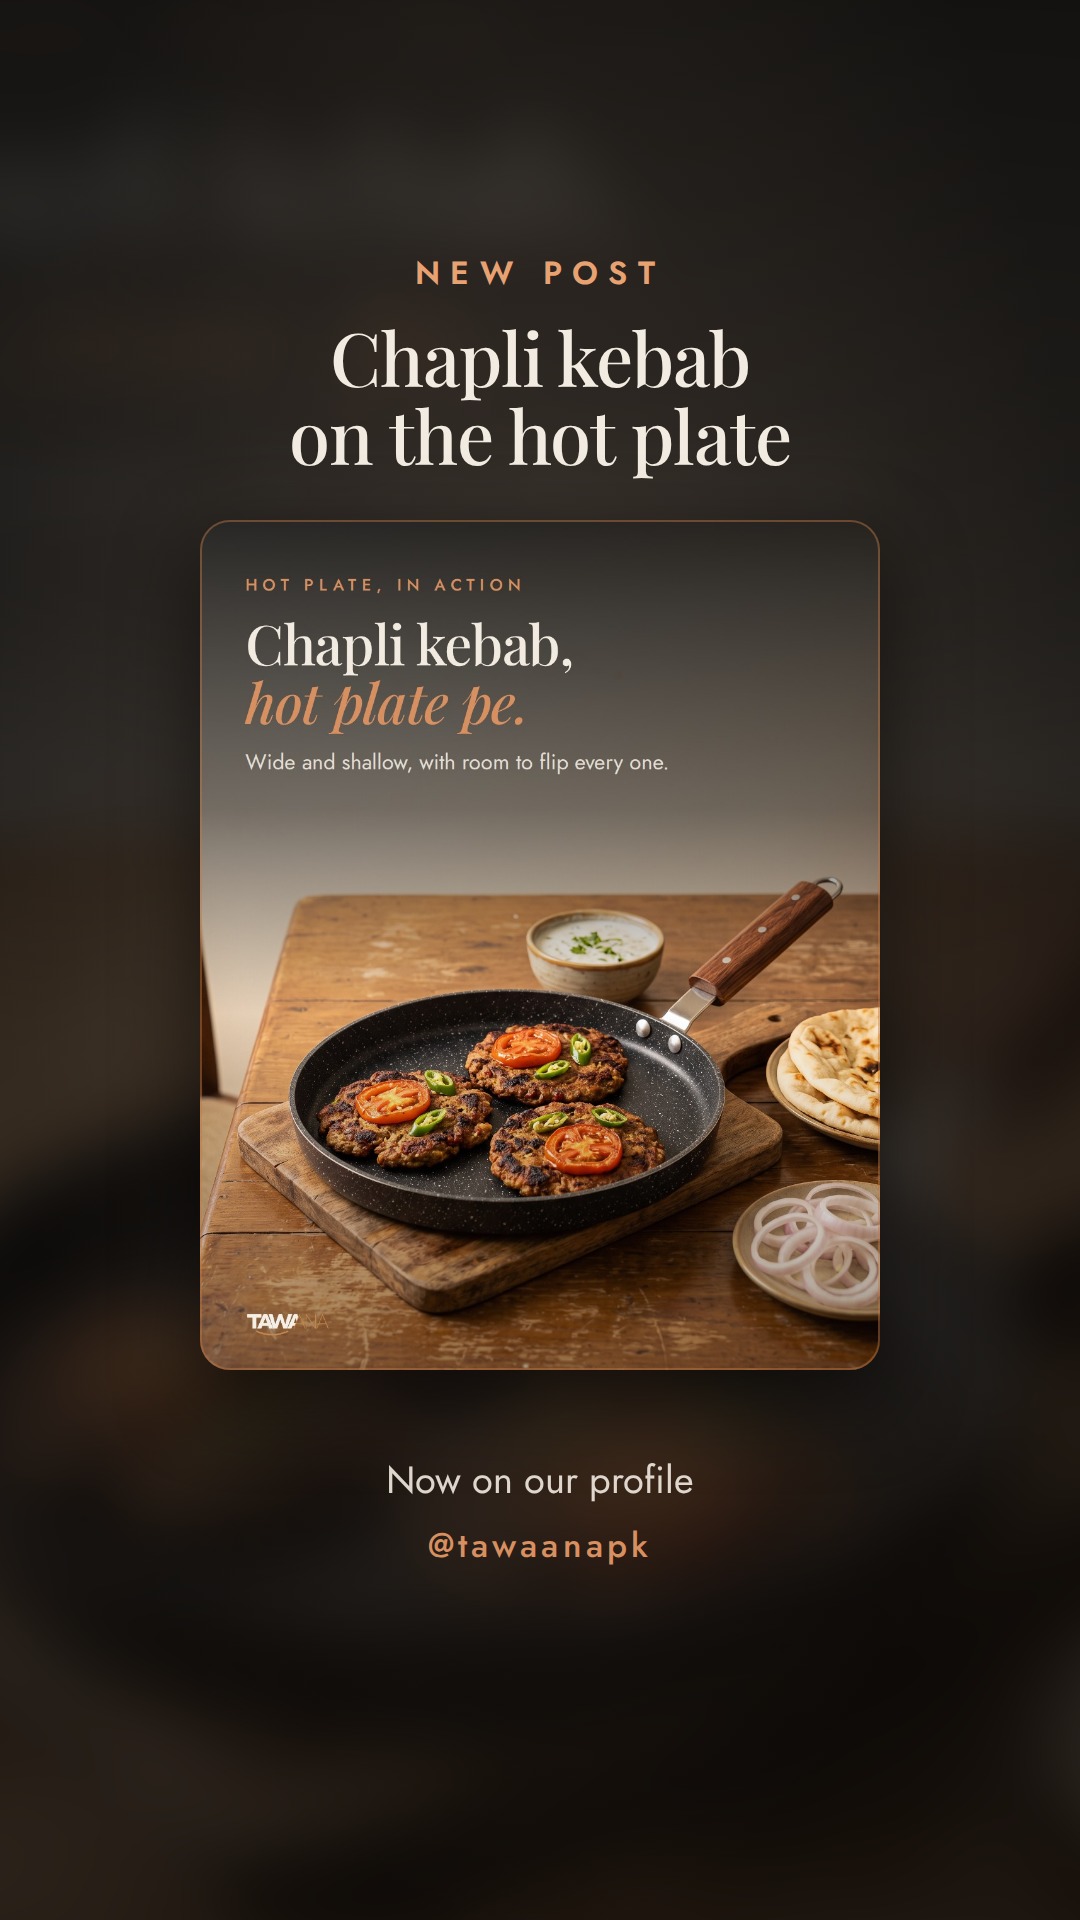 NEW POST
Chapli kebab
on the hot plate
HOT PLATE, IN ACTION
Chapli kebab,
hot plate pe.
Wide and shallow, with room to flip every one.
TAWAANA
Now on our profile
@tawaanapk